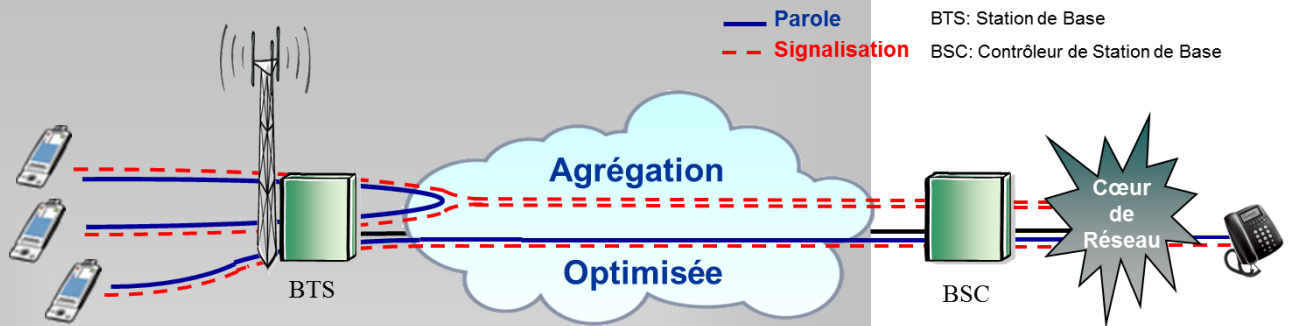 Parole
BTS: Station de Base
Signalisation
BSC: Contrôleur de Station de Base
Agrégation
Optimisée
BTS
BSC
Cœur
de
Réseau